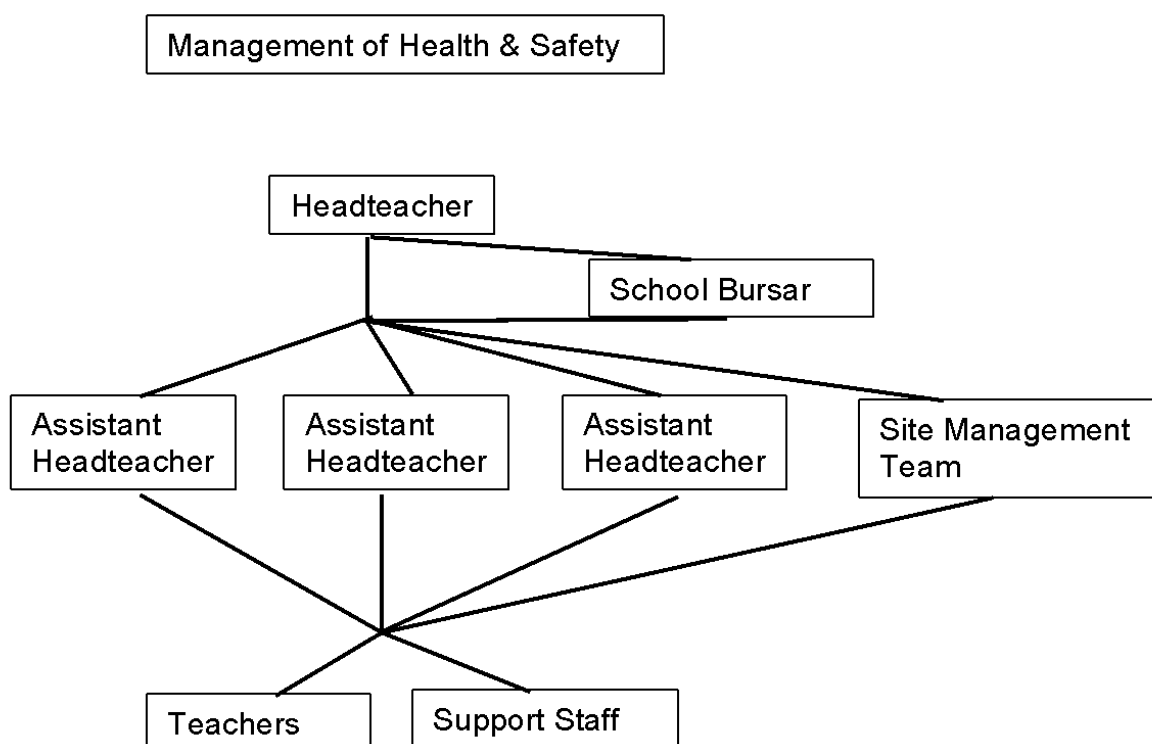 Management of Health & Safety
Headteacher
School Bursar
Assistant
Headteacher
Assistant
Headteacher
Assistant
Headteacher
Site Management
Team
Teachers
Support Staff